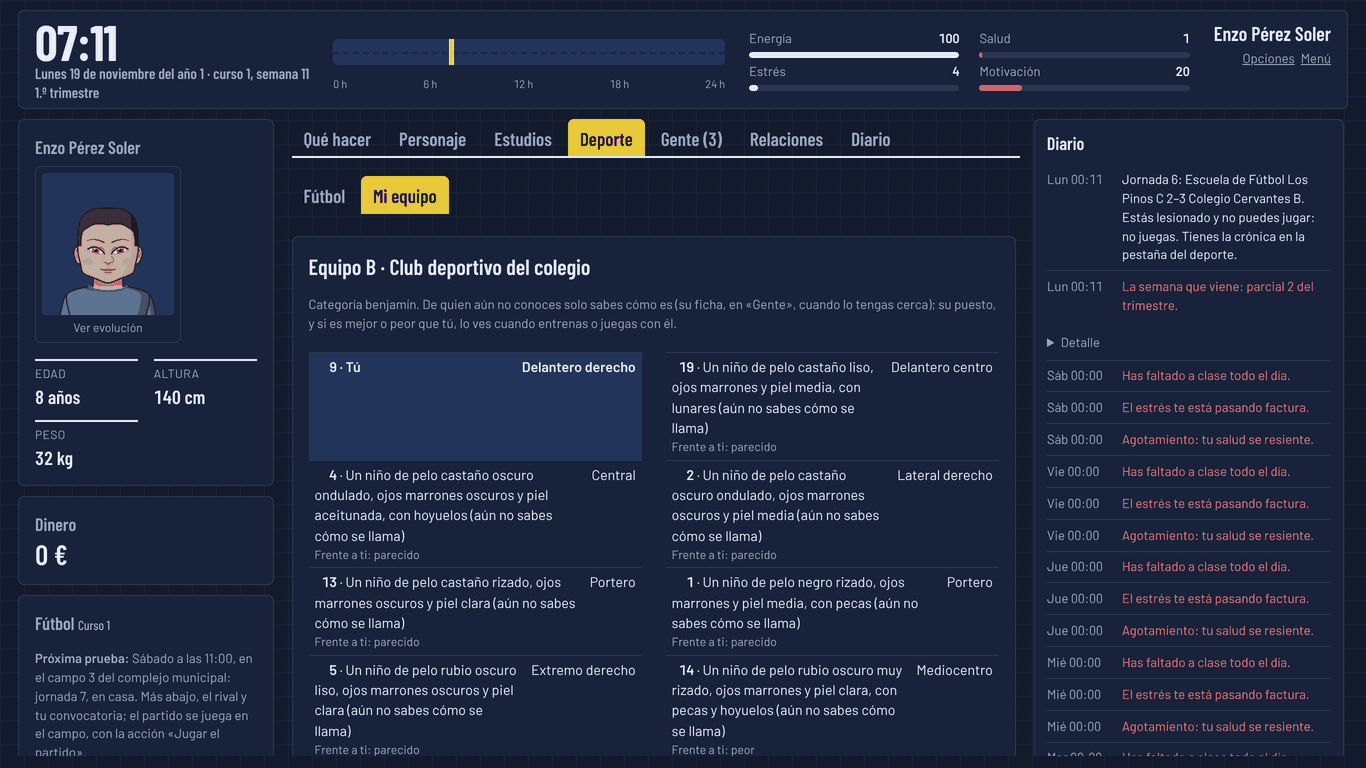 07:11
Lunes 19 de noviembre del año 1 · curso 1, semana 11
1.º trimestre
0 h
6 h
12 h
18 h
24 h
Energía 100
Estrés 4
Salud 1
Motivación 20
Enzo Pérez Soler
Opciones Menú
Enzo Pérez Soler
Ver evolución
EDAD
8 años
ALTURA
140 cm
PESO
32 kg
Dinero
0 €
Fútbol Curso 1
Próxima prueba: Sábado a las 11:00, en
el campo 3 del complejo municipal:
jornada 7, en casa. Más abajo, el rival y
tu convocatoria; el partido se juega en
el campo, con la acción «Jugar el
partido».
Qué hacer
Personaje
Estudios
Deporte
Gente (3)
Relaciones
Diario
Fútbol
Mi equipo
Equipo B · Club deportivo del colegio
Categoría benjamín. De quien aún no conoces solo sabes cómo es (su ficha, en «Gente», cuando lo tengas cerca); su puesto,
y si es mejor o peor que tú, lo ves cuando entrenas o juegas con él.
9 · Tú Delantero derecho
19 · Un niño de pelo castaño liso, Delantero centro
ojos marrones y piel media, con
lunares (aún no sabes cómo se
llama)
Frente a ti: parecido
4 · Un niño de pelo castaño oscuro Central
ondulado, ojos marrones oscuros y piel
aceitunada, con hoyuelos (aún no sabes
cómo se llama)
Frente a ti: parecido
2 · Un niño de pelo castaño Lateral derecho
oscuro ondulado, ojos marrones
oscuros y piel media (aún no sabes
cómo se llama)
Frente a ti: parecido
13 · Un niño de pelo castaño rizado, ojos Portero
marrones oscuros y piel clara (aún no sabes
cómo se llama)
Frente a ti: parecido
1 · Un niño de pelo negro rizado, ojos Portero
marrones y piel media, con pecas (aún no
sabes cómo se llama)
Frente a ti: parecido
5 · Un niño de pelo rubio oscuro Extremo derecho
liso, ojos marrones oscuros y piel
clara (aún no sabes cómo se
llama)
Frente a ti: parecido
14 · Un niño de pelo rubio oscuro muy Mediocentro
rizado, ojos marrones y piel clara, con
pecas y hoyuelos (aún no sabes cómo
se llama)
Frente a ti: peor
Diario
Lun 00:11 Jornada 6: Escuela de Fútbol Los
Pinos C 2–3 Colegio Cervantes B.
Estás lesionado y no puedes jugar:
no juegas. Tienes la crónica en la
pestaña del deporte.
Lun 00:11 La semana que viene: parcial 2 del
trimestre.
▶ Detalle
Sáb 00:00 Has faltado a clase todo el día.
Sáb 00:00 El estrés te está pasando factura.
Sáb 00:00 Agotamiento: tu salud se resiente.
Vie 00:00 Has faltado a clase todo el día.
Vie 00:00 El estrés te está pasando factura.
Vie 00:00 Agotamiento: tu salud se resiente.
Jue 00:00 Has faltado a clase todo el día.
Jue 00:00 El estrés te está pasando factura.
Jue 00:00 Agotamiento: tu salud se resiente.
Mié 00:00 Has faltado a clase todo el día.
Mié 00:00 El estrés te está pasando factura.
Mié 00:00 Agotamiento: tu salud se resiente.
Mar 00:00 Has faltado a clase todo el día.